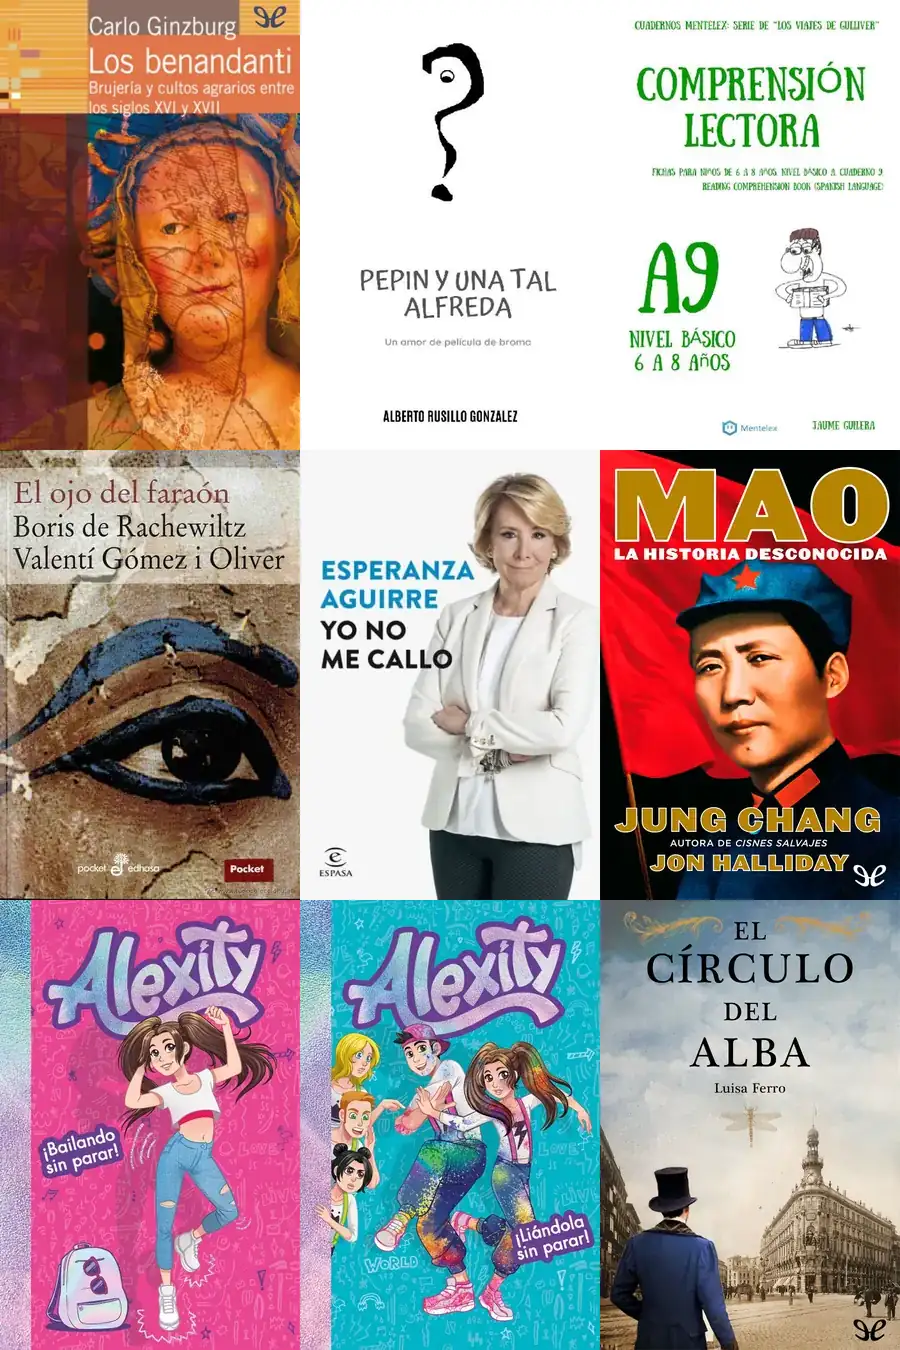 Carlo Ginzburg
Los benandanti
Brujería y cultos agrarios entre
los siglos XVI y XVII
?
PEPIN Y UNA TAL
ALFREDA
Un amor de película de broma
ALBERTO RUSILLO GONZALEZ
CUADERNOS MENTELEX: SERIE DE "LOS VIAJES DE GULLIVER"
COMPRENSIÓN
LECTORA
FICHAS PARA NIÑOS DE 6 A 8 AÑOS. NIVEL BÁSICO A. CUADERNO 9.
READING COMPREHENSION BOOK (SPANISH LANGUAGE)
A9
NIVEL BÁSICO
6 A 8 AÑOS
Mentelex
JAUME GUILERA
El ojo del faraón
Boris de Rachewiltz
Valentí Gómez i Oliver
pocket edhasa
Pocket
ESPERANZA
AGUIRRE
YO NO
ME CALLO
ESPASA
MAO
LA HISTORIA DESCONOCIDA
JUNG CHANG
AUTORA DE CISNES SALVAJES
JON HALLIDAY
Alexity
¡Bailando
sin parar!
Alexity
¡Liándola
sin parar!
WORLD
EL
CÍRCULO
DEL
ALBA
Luisa Ferro